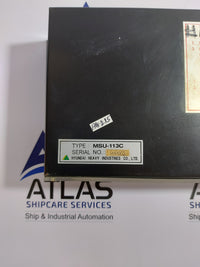 TYPE MSU-113C
SERIAL NO.
HYUNDAI HEAVY INDUSTRIES CO., LTD.
ATLAS
SHIPCARE SERVICES
Ship & Industrial Automation